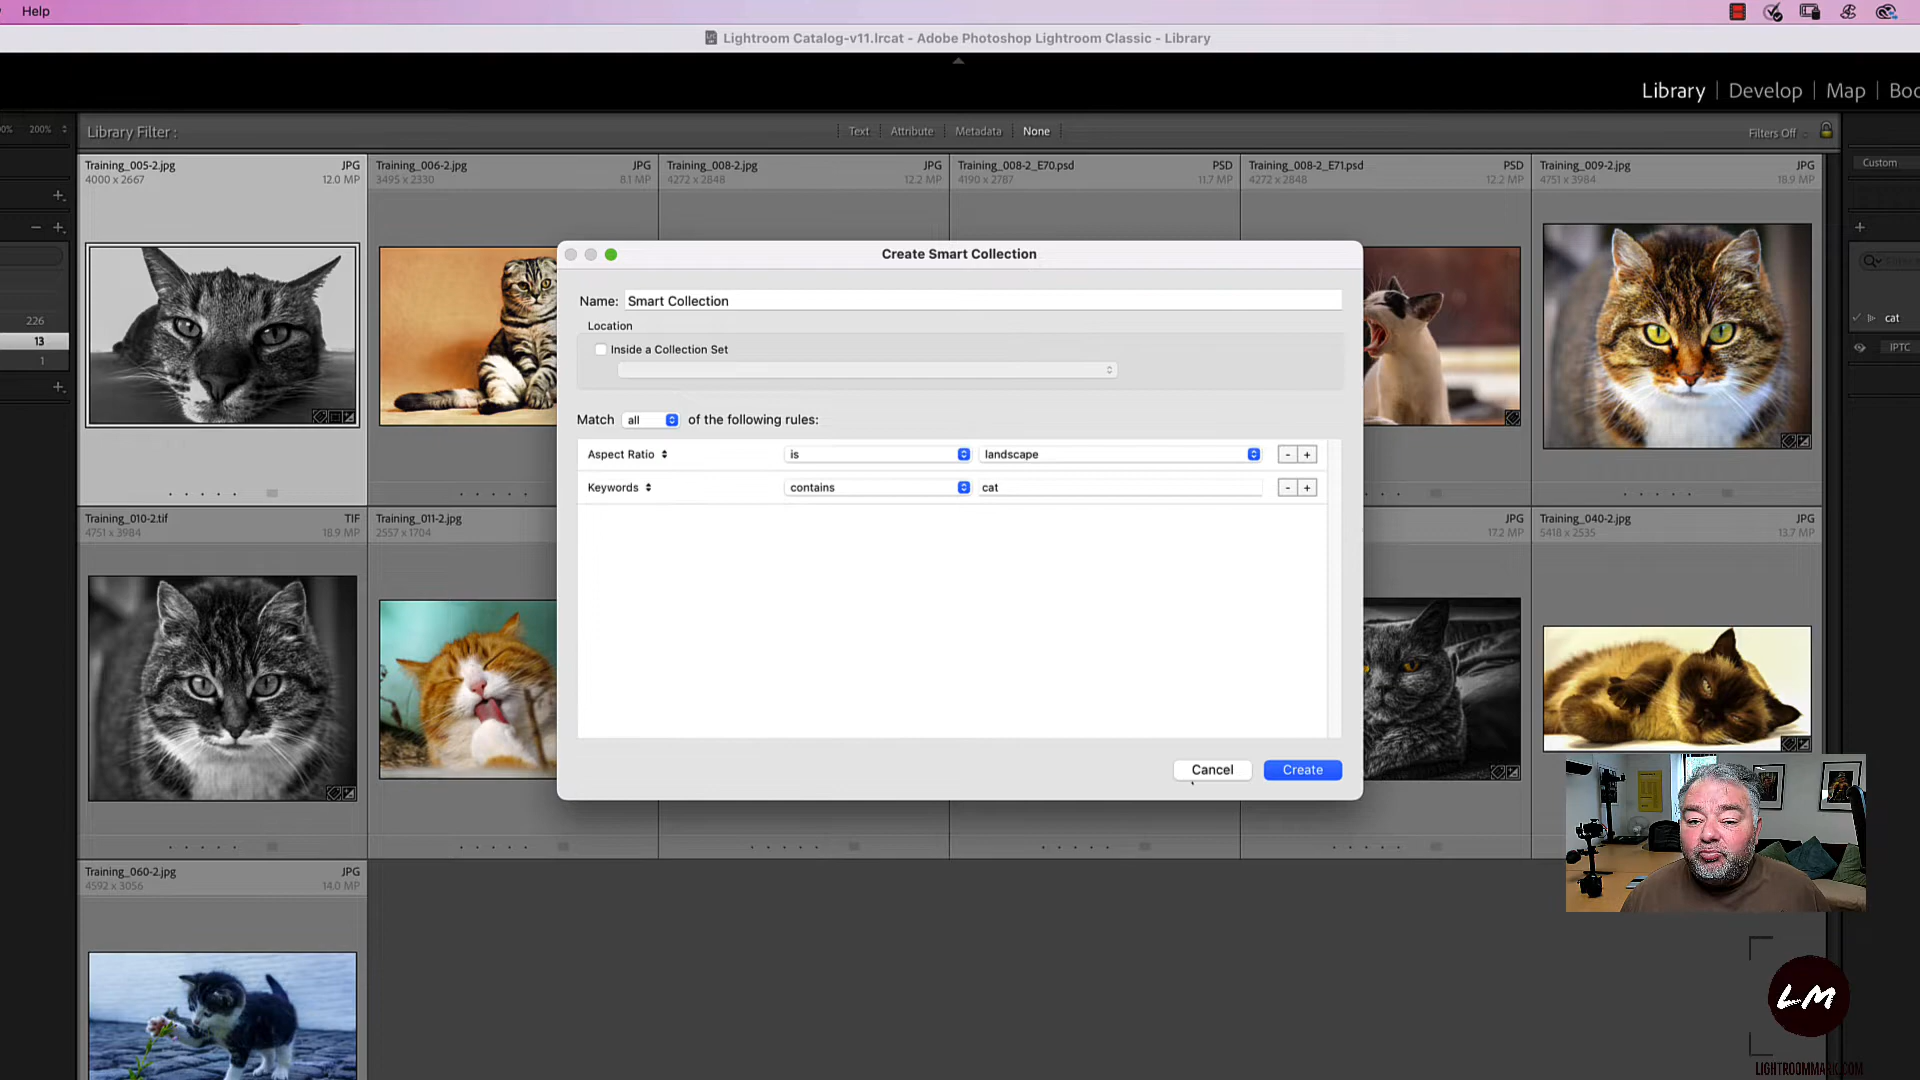 Help
Lightroom Catalog-v11.lrcat - Adobe Photoshop Lightroom Classic - Library
Library | Develop | Map | Boo
200%
Library Filter :
Text Attribute Metadata None
Filters Off
Custom
Training_005-2.jpg JPG
4000 x 2667 12.0 MP
Training_006-2.jpg JPG
3495 x 2330 8.1 MP
Training_008-2.jpg JPG
4272 x 2848 12.2 MP
Training_008-2_E70.psd PSD
4190 x 2787 11.7 MP
Training_008-2_E71.psd PSD
4272 x 2848 12.2 MP
Training_009-2.jpg JPG
4751 x 3984 18.9 MP
226
13
1
cat
IPTC
Create Smart Collection
Name: Smart Collection
Location
Inside a Collection Set
Match all of the following rules:
Aspect Ratio is landscape - +
Keywords contains cat - +
Cancel Create
Training_010-2.tif TIF
4751 x 3984 18.9 MP
Training_011-2.jpg
2557 x 1704
JPG
17.2 MP
Training_040-2.jpg JPG
5418 x 2535 13.7 MP
Training_060-2.jpg JPG
4592 x 3056 14.0 MP
LM
LIGHTROOMMARK.COM